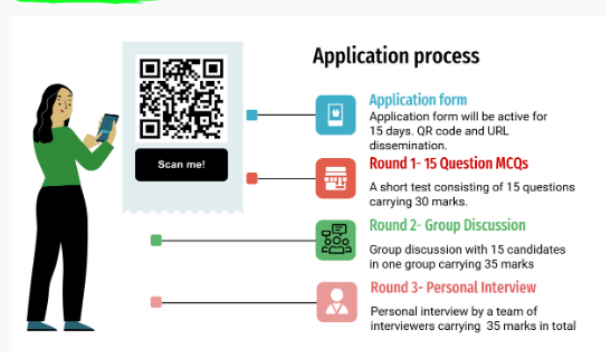 Application process
Scan me!
Application form
Application form will be active for
15 days. QR code and URL
dissemination.
Round 1- 15 Question MCQs
A short test consisting of 15 questions
carrying 30 marks.
Round 2- Group Discussion
Group discussion with 15 candidates
in one group carrying 35 marks
Round 3- Personal Interview
Personal interview by a team of
interviewers carrying 35 marks in total